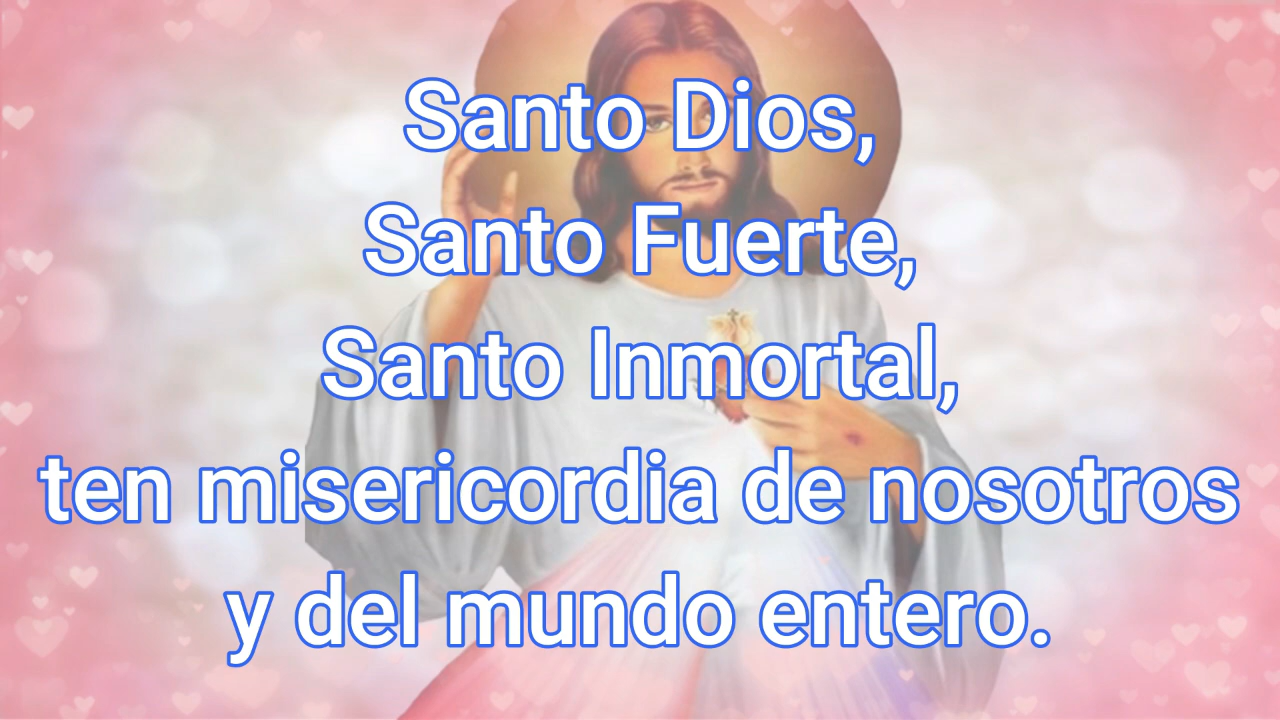 Santo Dios,
Santo Fuerte,
Santo Inmortal,
ten misericordia de nosotros
y del mundo entero.